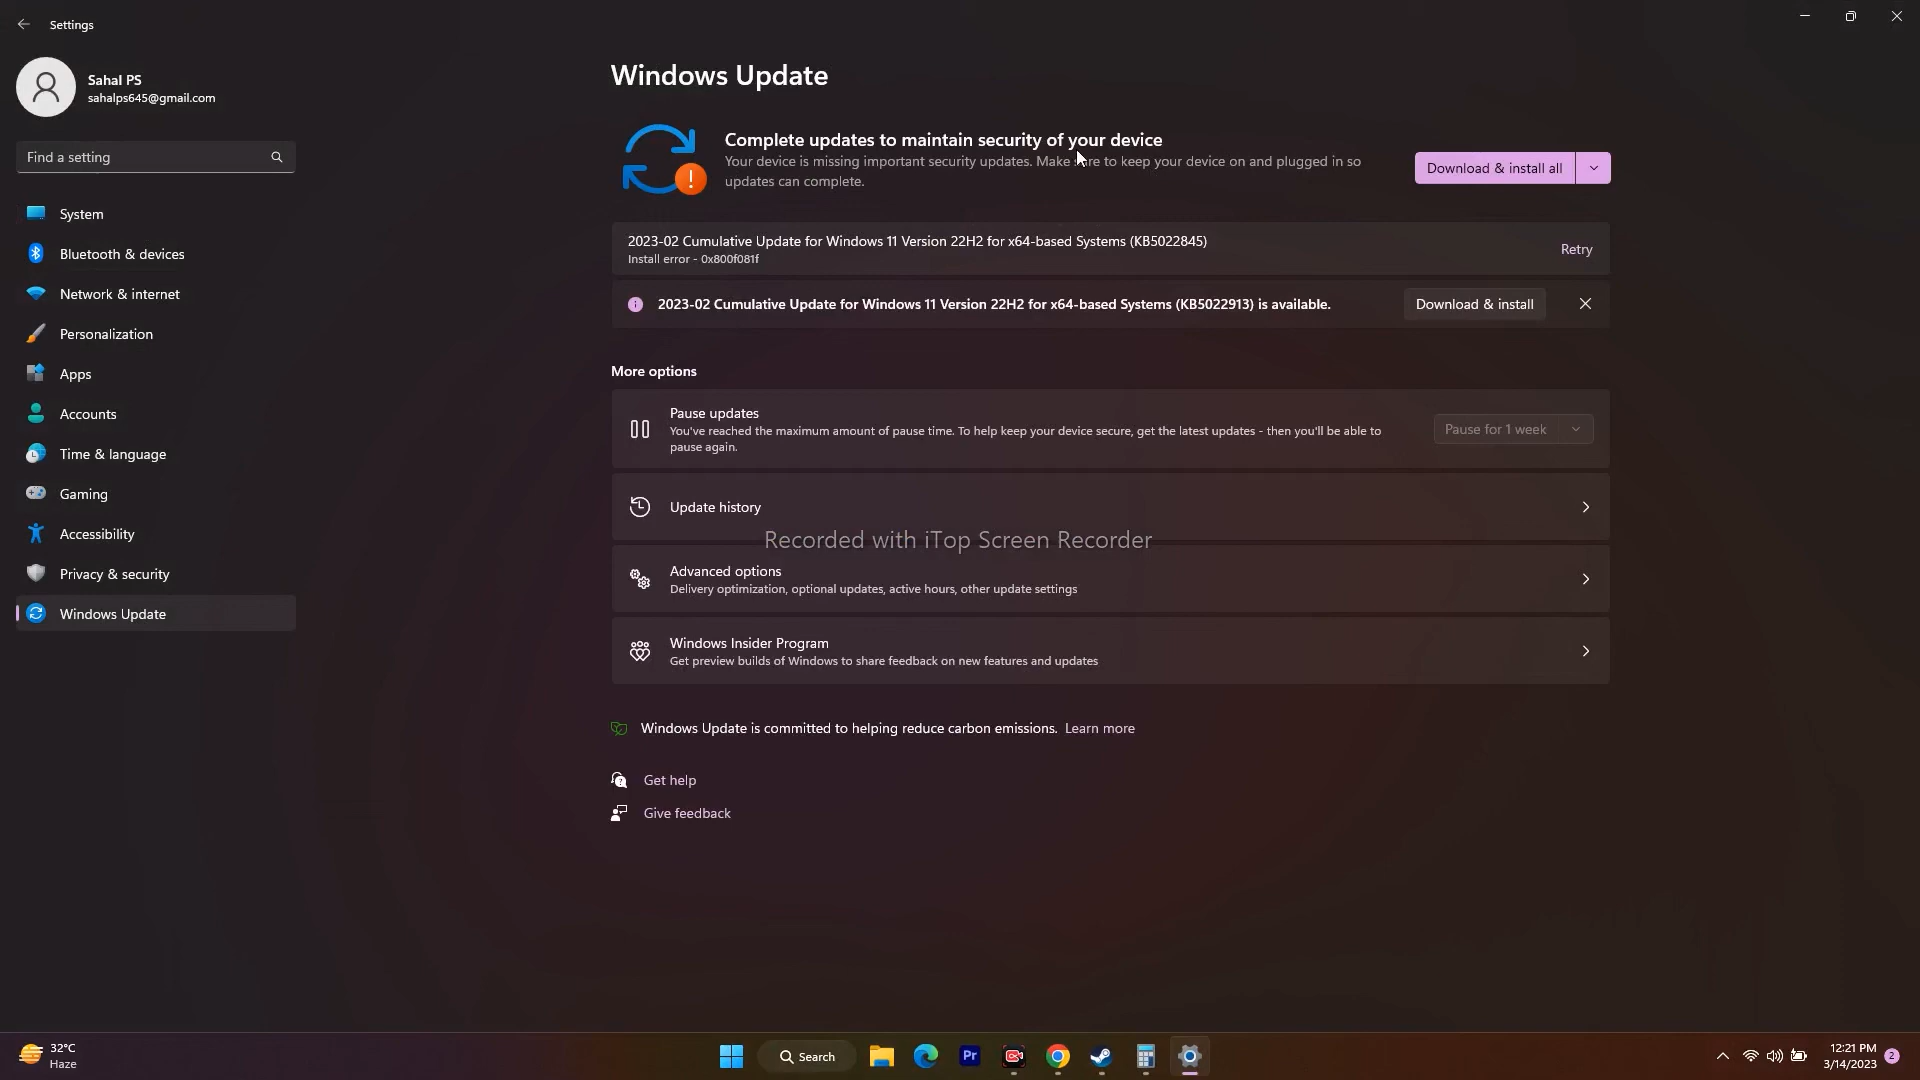 Settings
Sahal PS
sahalps645@gmail.com
Find a setting
System
Bluetooth & devices
Network & internet
Personalization
Apps
Accounts
Time & language
Gaming
Accessibility
Privacy & security
Windows Update
Windows Update
Complete updates to maintain security of your device
Your device is missing important security updates. Make sure to keep your device on and plugged in so
updates can complete.
Download & install all
2023-02 Cumulative Update for Windows 11 Version 22H2 for x64-based Systems (KB5022845)
Install error - 0x800f081f
Retry
2023-02 Cumulative Update for Windows 11 Version 22H2 for x64-based Systems (KB5022913) is available.
Download & install
More options
Pause updates
You've reached the maximum amount of pause time. To help keep your device secure, get the latest updates - then you'll be able to
pause again.
Pause for 1 week
Update history
Recorded with iTop Screen Recorder
Advanced options
Delivery optimization, optional updates, active hours, other update settings
Windows Insider Program
Get preview builds of Windows to share feedback on new features and updates
Windows Update is committed to helping reduce carbon emissions. Learn more
Get help
Give feedback
32°C
Haze
Search
Pr
12:21 PM
3/14/2023
2